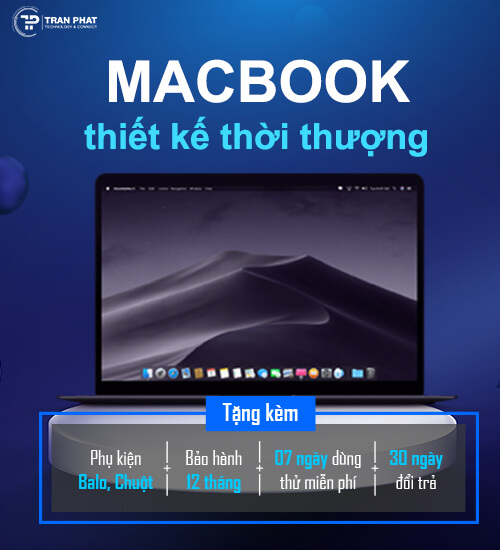 TRAN PHAT
TECHNOLOGY & CONNECT
MACBOOK
thiết kế thời thượng
Tặng kèm
Phụ kiện
Balo, Chuột
+
Bảo hành
12 tháng
+
07 ngày dùng
thử miễn phí
+
30 ngày
đổi trả